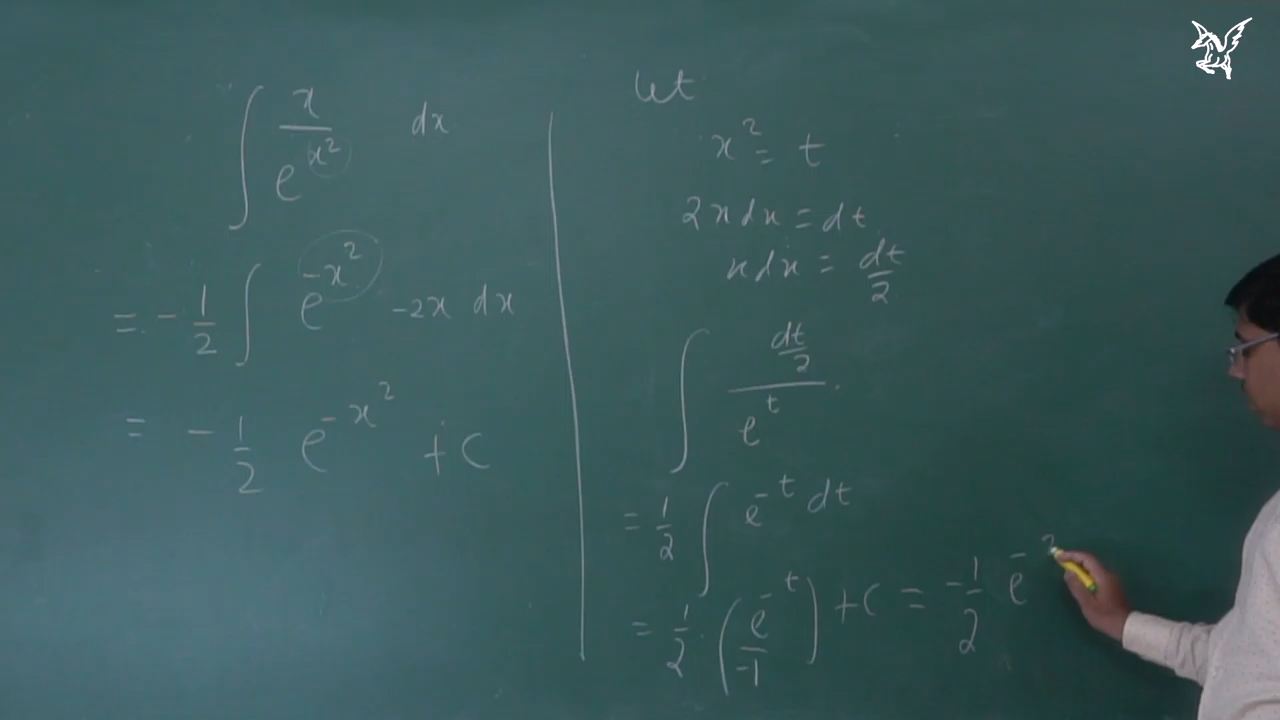 ∫ x/e^(x²) dx
= -1/2 ∫ e^(-x²) -2x dx
= -1/2 e^(-x²) + C
let
x² = t
2x dx = dt
x dx = dt/2
∫ (dt/2)/e^t
= 1/2 ∫ e^(-t) dt
= 1/2 · (e^(-t)/-1) + C = -1/2 e^-